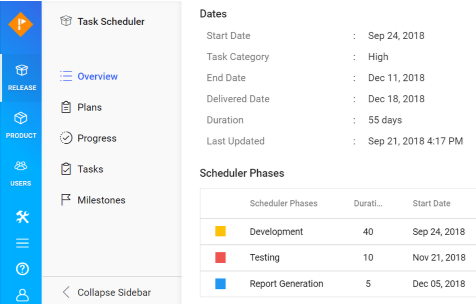 RELEASE
PRODUCT
USERS
Task Scheduler
Overview
Plans
Progress
Tasks
Milestones
Collapse Sidebar
Dates
Start Date : Sep 24, 2018
Task Category : High
End Date : Dec 11, 2018
Delivered Date : Dec 18, 2018
Duration : 55 days
Last Updated : Sep 21, 2018 4:17 PM
Scheduler Phases
Scheduler Phases Durati... Start Date
Development 40 Sep 24, 2018
Testing 10 Nov 21, 2018
Report Generation 5 Dec 05, 2018